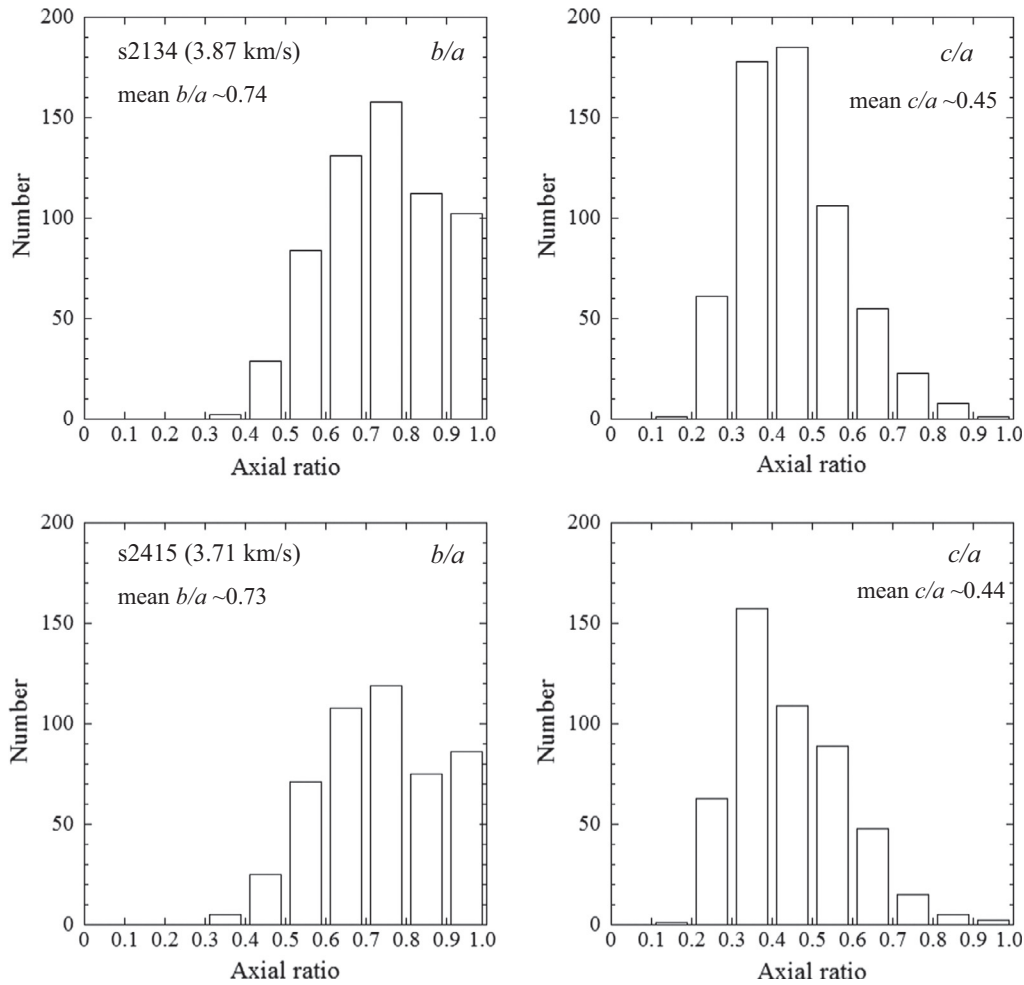 200
150
100
50
0
Number
s2134 (3.87 km/s)
b/a
mean b/a ~0.74
0 0.1 0.2 0.3 0.4 0.5 0.6 0.7 0.8 0.9 1.0
Axial ratio
200
150
100
50
0
Number
c/a
mean c/a ~0.45
0 0.1 0.2 0.3 0.4 0.5 0.6 0.7 0.8 0.9 1.0
Axial ratio
200
150
100
50
0
Number
s2415 (3.71 km/s)
b/a
mean b/a ~0.73
0 0.1 0.2 0.3 0.4 0.5 0.6 0.7 0.8 0.9 1.0
Axial ratio
200
150
100
50
0
Number
c/a
mean c/a ~0.44
0 0.1 0.2 0.3 0.4 0.5 0.6 0.7 0.8 0.9 1.0
Axial ratio